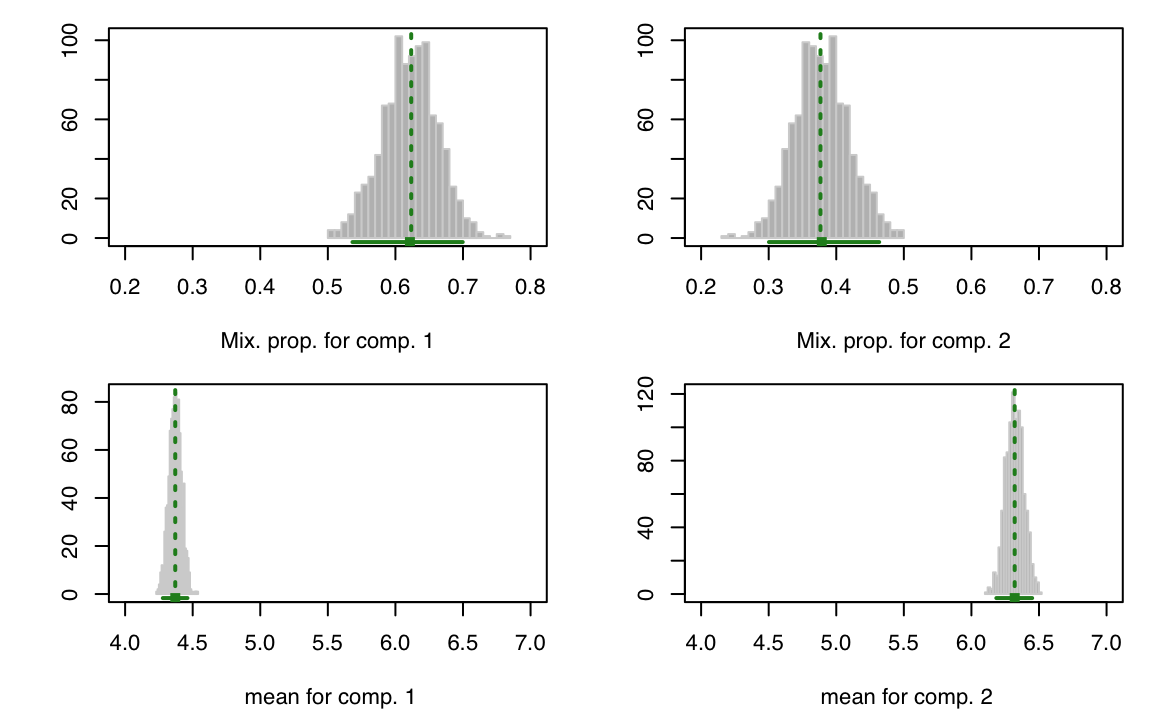 0 20 60 100
0.2 0.3 0.4 0.5 0.6 0.7 0.8
Mix. prop. for comp. 1
0 20 60 100
0.2 0.3 0.4 0.5 0.6 0.7 0.8
Mix. prop. for comp. 2
0 20 40 60 80
4.0 4.5 5.0 5.5 6.0 6.5 7.0
mean for comp. 1
0 40 80 120
4.0 4.5 5.0 5.5 6.0 6.5 7.0
mean for comp. 2